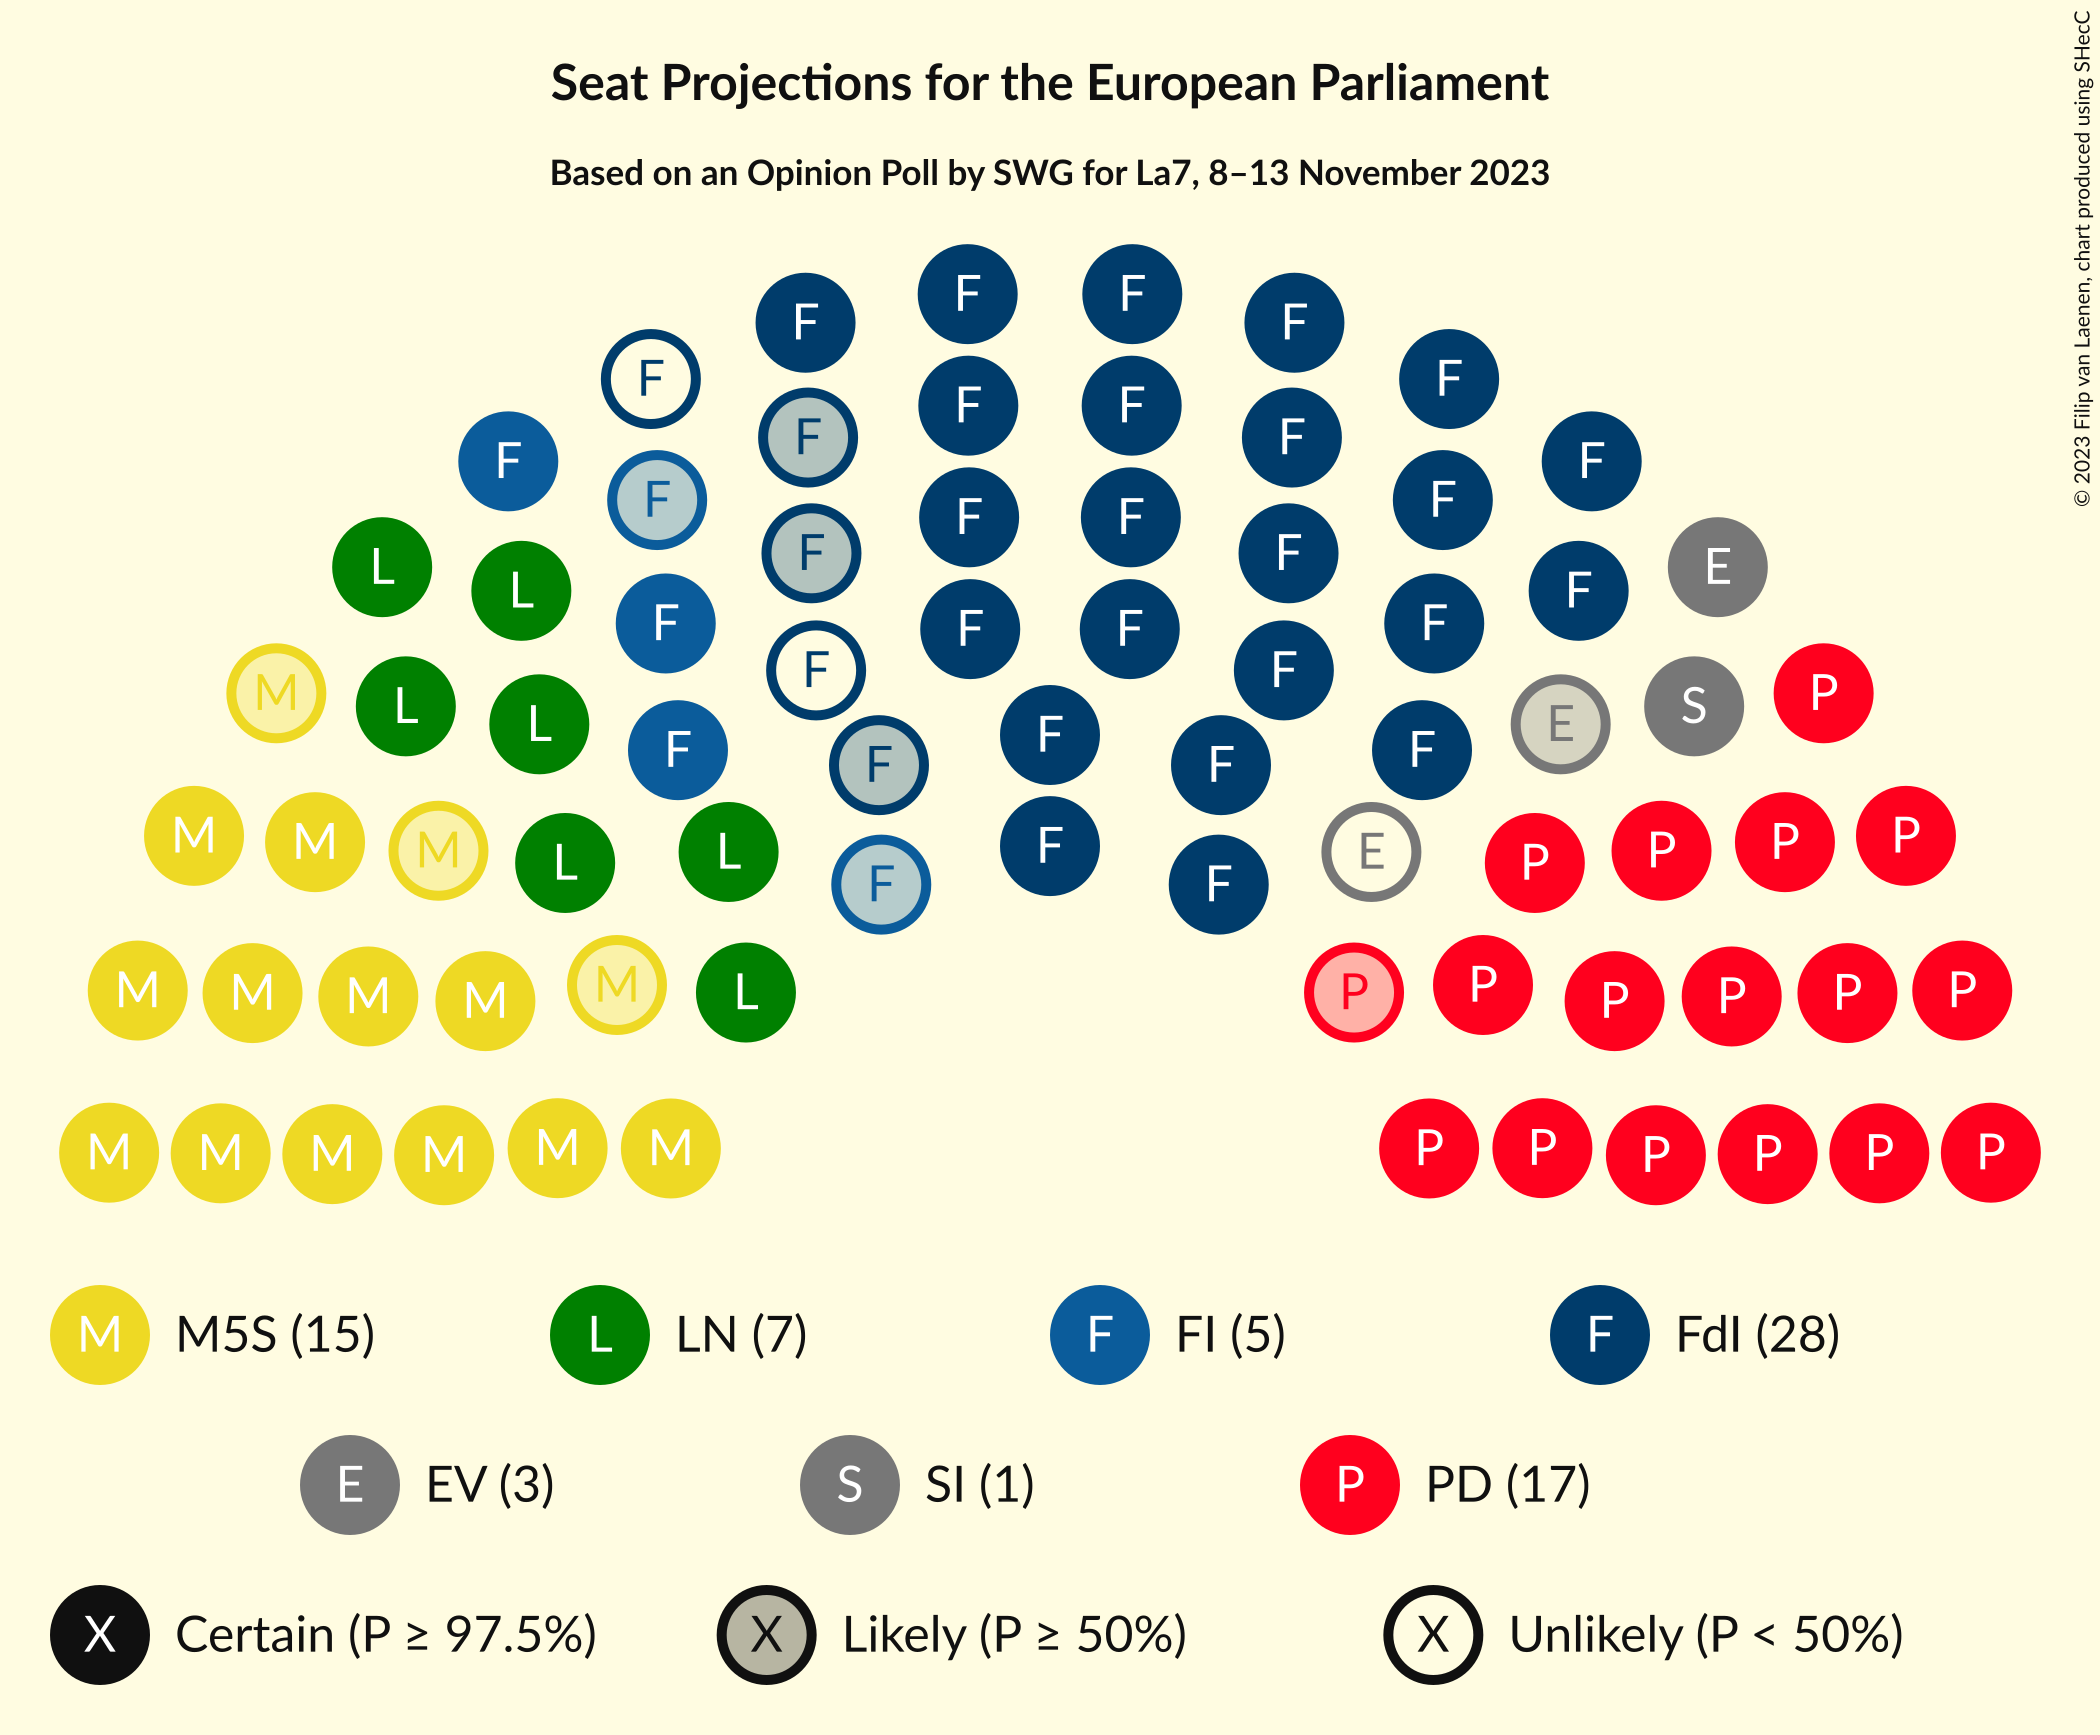 Seat Projections for the European Parliament
Based on an Opinion Poll by SWG for La7, 8–13 November 2023
© 2023 Filip van Laenen, chart produced using SHecC
F F
F F
F F
F F F F
F F
F F
F F F F
L E
F F
L F F F F F
F F
M F F P
L S
L E
F F F
F F
M M P P
M L L F E P P
F F
M L M P P P
M M M M L P P P P P
M M M M M M P P P P P P
M M5S (15) L LN (7) F FI (5) F FdI (28)
E EV (3) S SI (1) P PD (17)
X Certain (P ≥ 97.5%) X Likely (P ≥ 50%) X Unlikely (P < 50%)